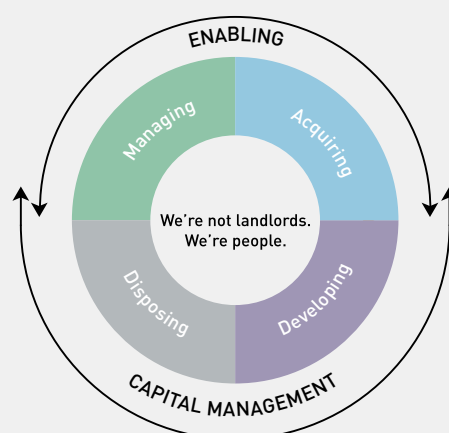 ENABLING
Managing
Acquiring
We're not landlords.
We're people.
Disposing
Developing
CAPITAL MANAGEMENT